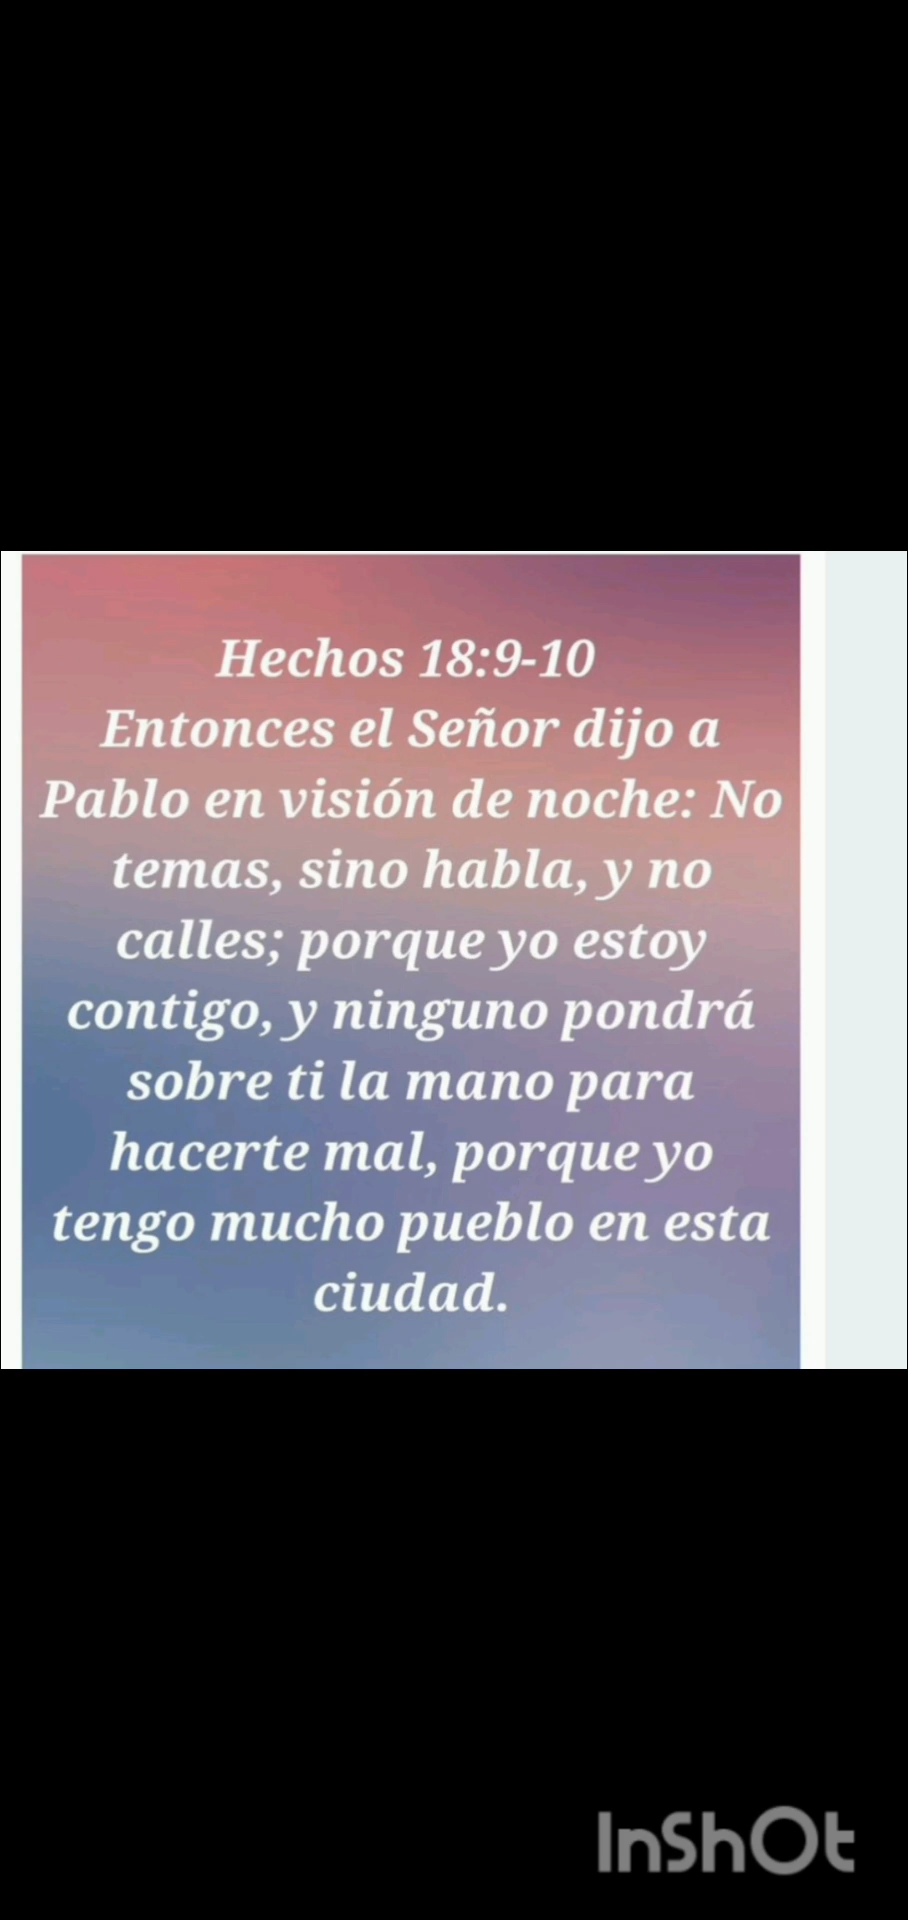 Hechos 18:9-10
Entonces el Señor dijo a
Pablo en visión de noche: No
temas, sino habla, y no
calles; porque yo estoy
contigo, y ninguno pondrá
sobre ti la mano para
hacerte mal, porque yo
tengo mucho pueblo en esta
ciudad.
InShOt